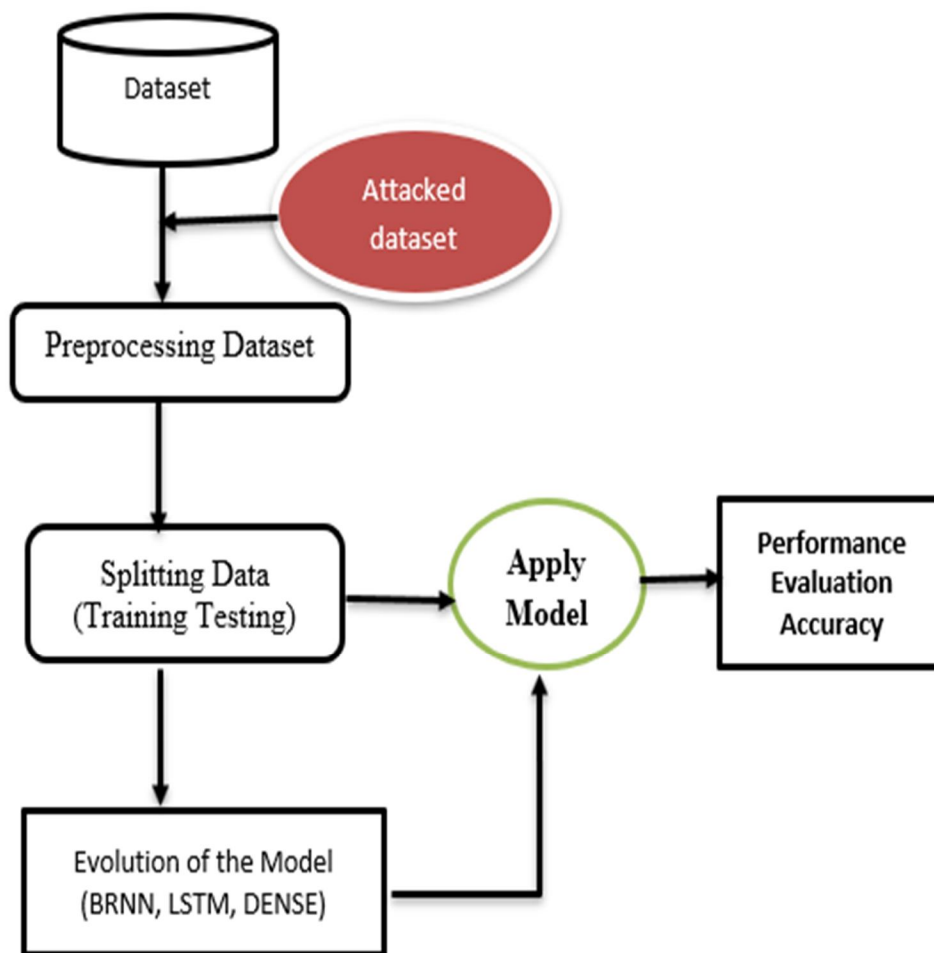 Dataset
Attacked
dataset
Preprocessing Dataset
Splitting Data
(Training Testing)
Apply
Model
Performance
Evaluation
Accuracy
Evolution of the Model
(BRNN, LSTM, DENSE)